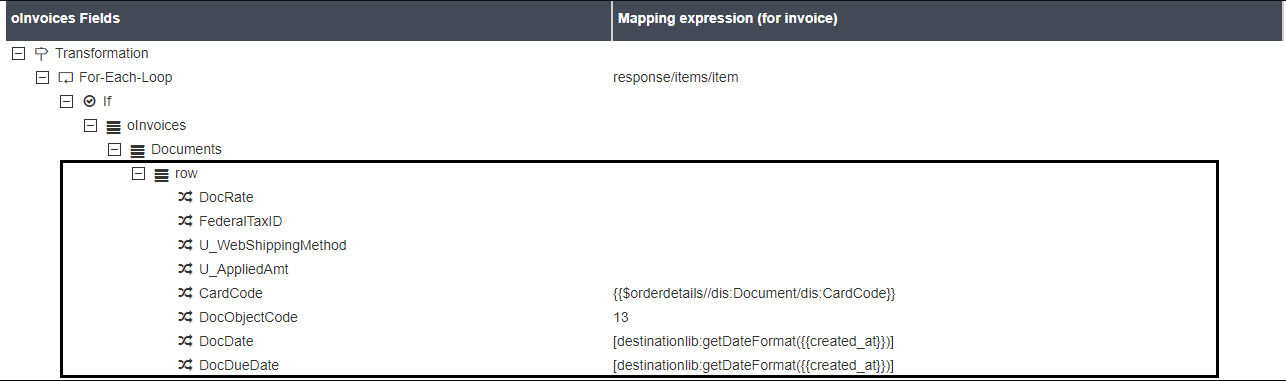 oInvoices Fields Mapping expression (for invoice)
Transformation
For-Each-Loop response/items/item
If
oInvoices
Documents
row
DocRate
FederalTaxID
U_WebShippingMethod
U_AppliedAmt
CardCode {{$orderdetails//dis:Document/dis:CardCode}}
DocObjectCode 13
DocDate [destinationlib:getDateFormat({{created_at}})]
DocDueDate [destinationlib:getDateFormat({{created_at}})]